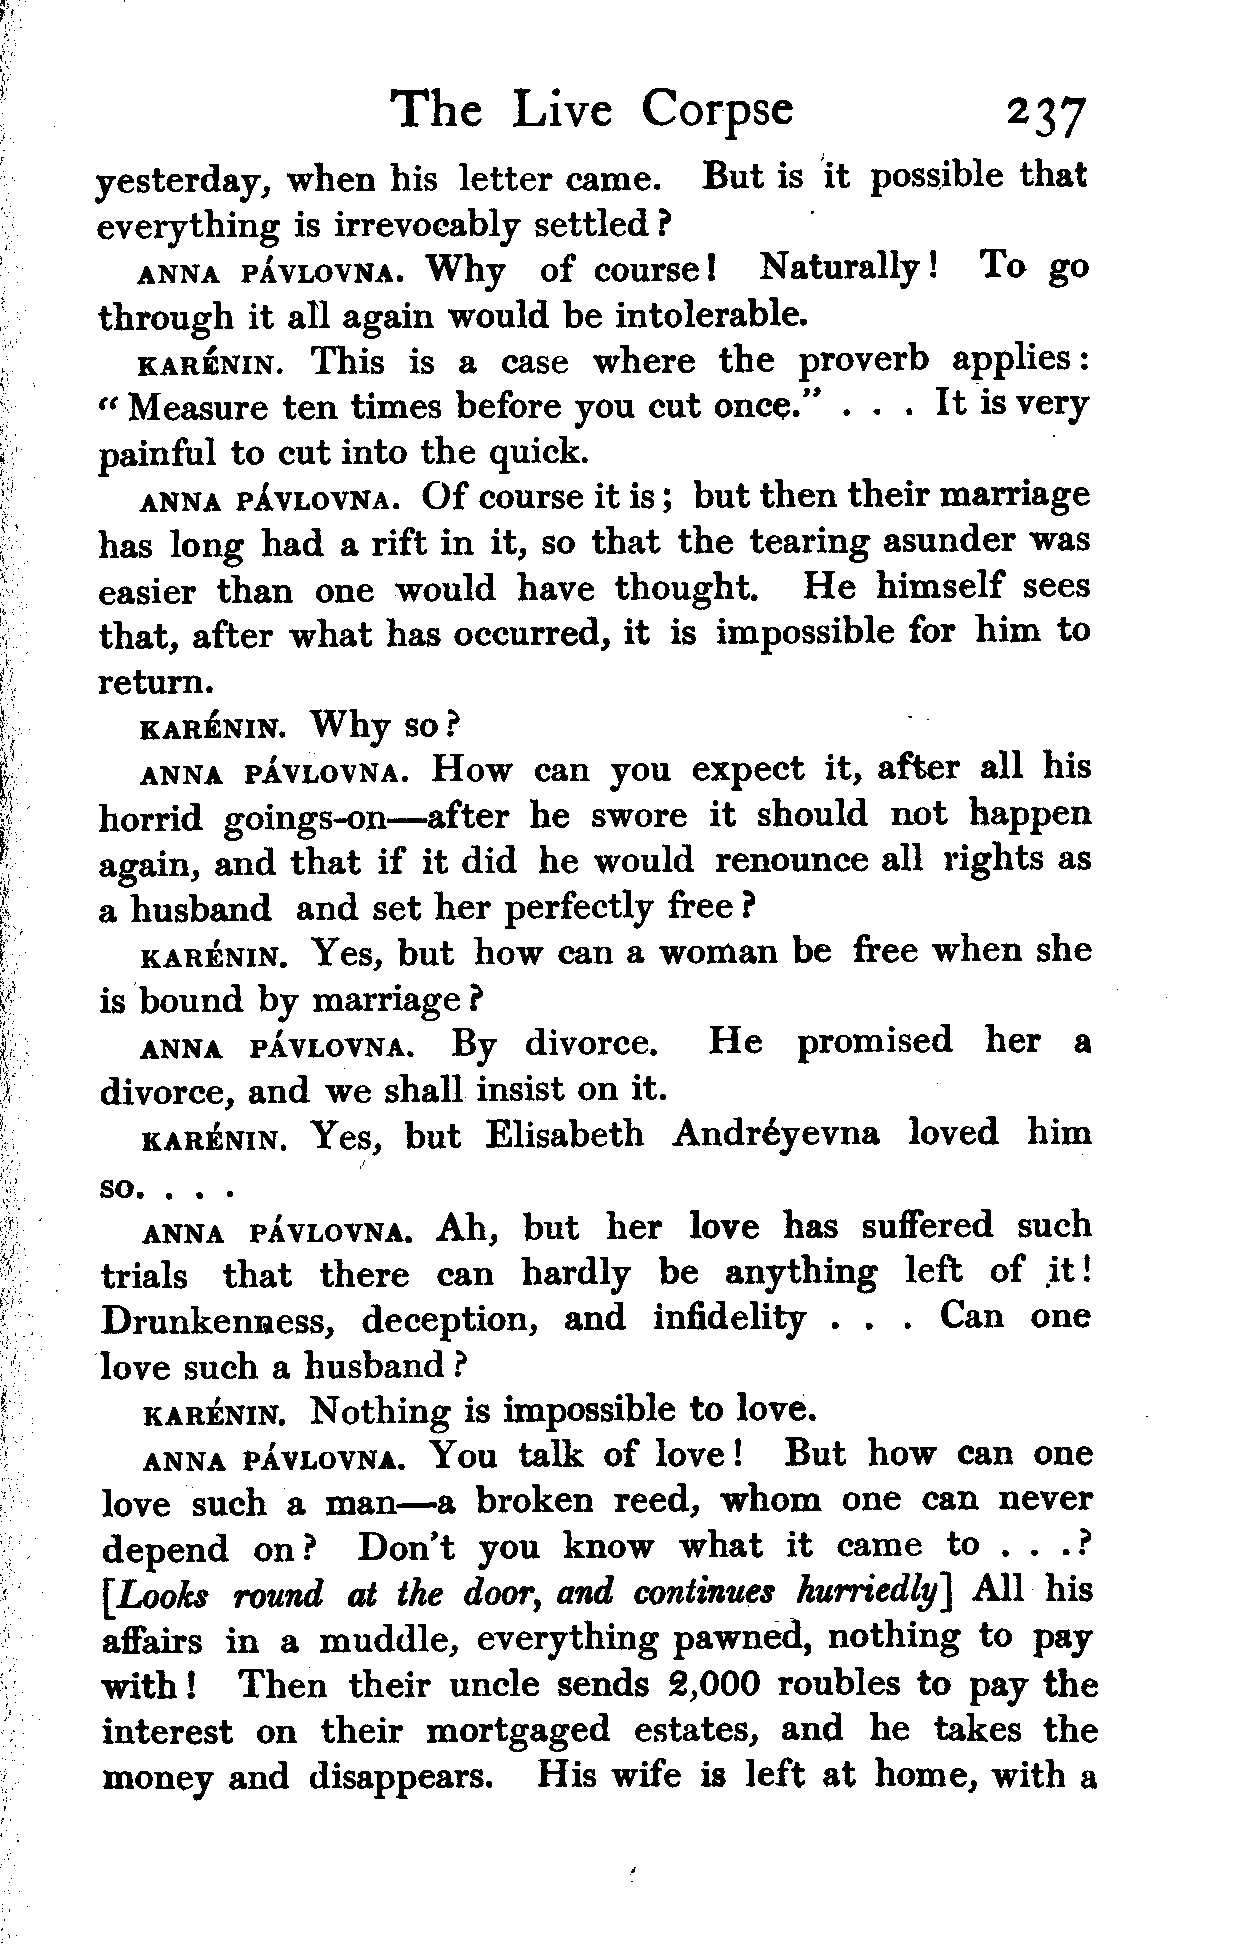 The Live Corpse 237
yesterday, when his letter came. But is it possible that
everything is irrevocably settled?
ANNA PÁVLOVNA. Why of course! Naturally! To go
through it all again would be intolerable.
KARÉNIN. This is a case where the proverb applies:
"Measure ten times before you cut once." . . . It is very
painful to cut into the quick.
ANNA PÁVLOVNA. Of course it is; but then their marriage
has long had a rift in it, so that the tearing asunder was
easier than one would have thought. He himself sees
that, after what has occurred, it is impossible for him to
return.
KARÉNIN. Why so?
ANNA PÁVLOVNA. How can you expect it, after all his
horrid goings-on—after he swore it should not happen
again, and that if it did he would renounce all rights as
a husband and set her perfectly free?
KARÉNIN. Yes, but how can a woman be free when she
is bound by marriage?
ANNA PÁVLOVNA. By divorce. He promised her a
divorce, and we shall insist on it.
KARÉNIN. Yes, but Elisabeth Andréyevna loved him
so. . . .
ANNA PÁVLOVNA. Ah, but her love has suffered such
trials that there can hardly be anything left of it!
Drunkenness, deception, and infidelity . . . Can one
love such a husband?
KARÉNIN. Nothing is impossible to love.
ANNA PÁVLOVNA. You talk of love! But how can one
love such a man—a broken reed, whom one can never
depend on? Don't you know what it came to . . .?
[Looks round at the door, and continues hurriedly] All his
affairs in a muddle, everything pawned, nothing to pay
with! Then their uncle sends 2,000 roubles to pay the
interest on their mortgaged estates, and he takes the
money and disappears. His wife is left at home, with a